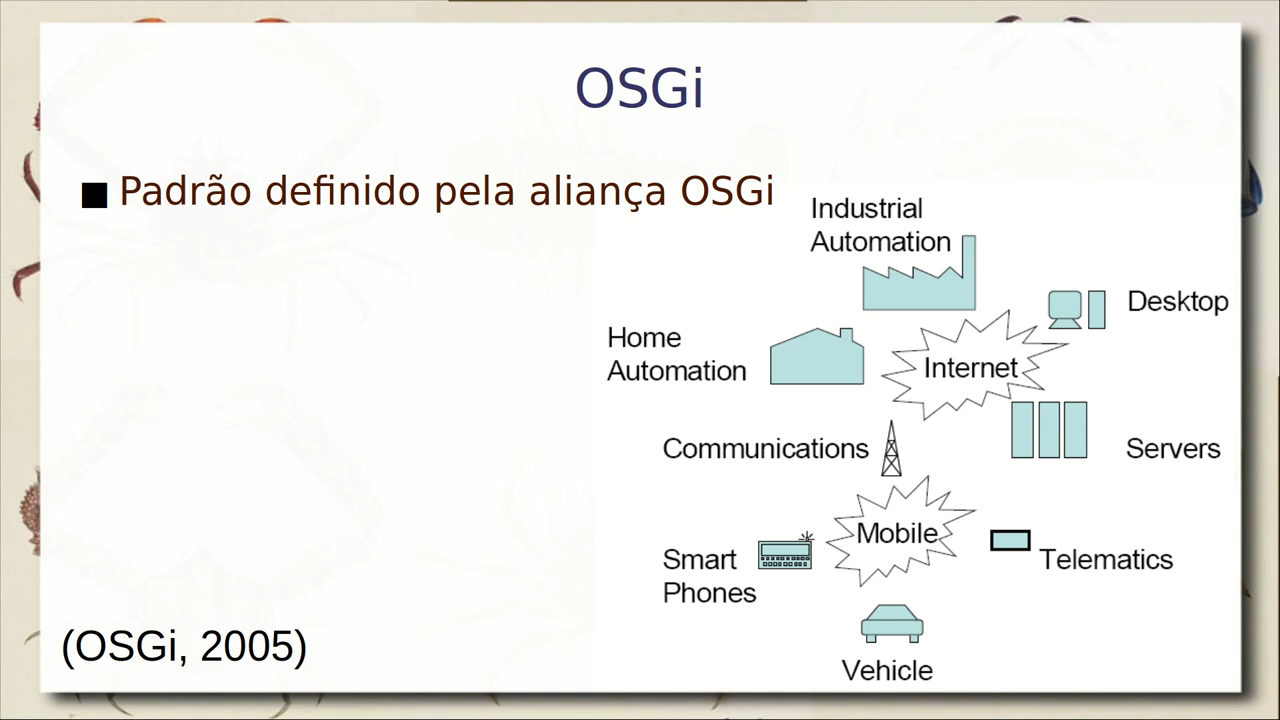 OSGi
Padrão definido pela aliança OSGi
Industrial
Automation
Desktop
Home
Automation
Internet
Communications
Servers
Mobile
Smart
Phones
Telematics
Vehicle
(OSGi, 2005)